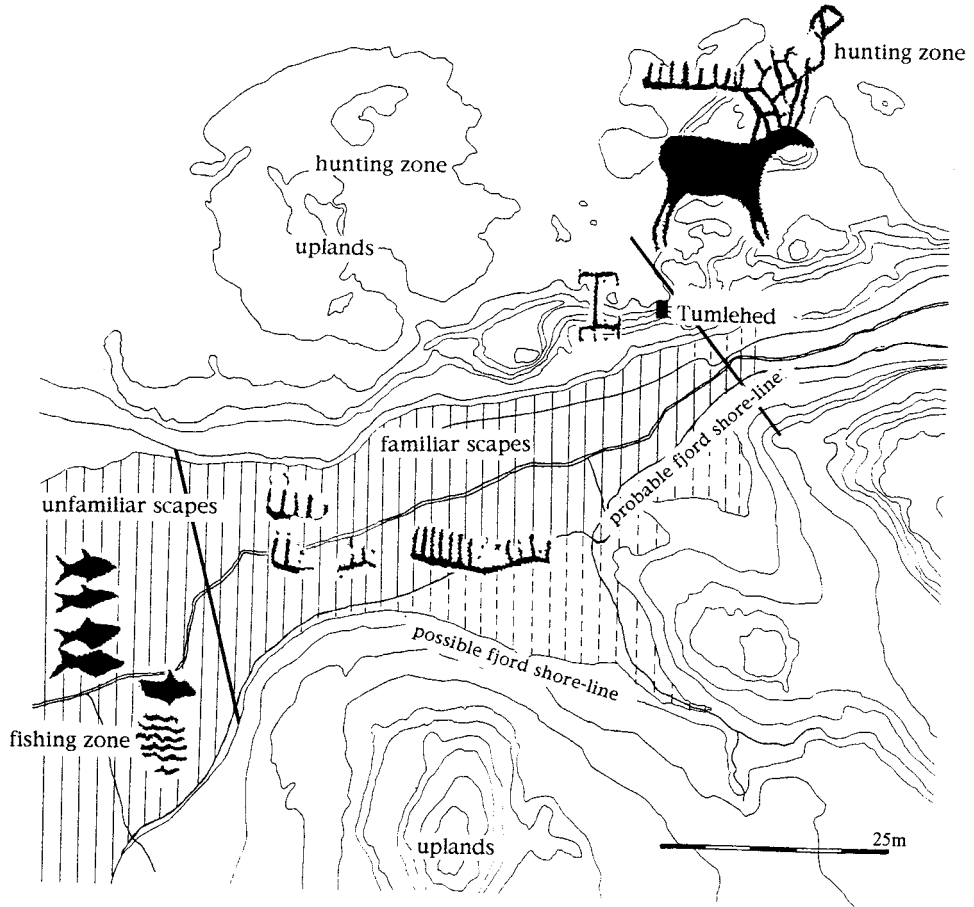 hunting zone
hunting zone
uplands
Tumlehed
familiar scapes
probable fjord shore-line
unfamiliar scapes
possible fjord shore-line
fishing zone
uplands
25m